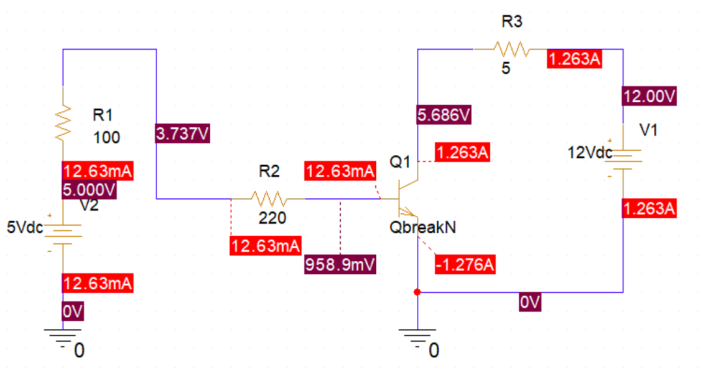 R3
5
1.263A
12.00V
V1
12Vdc
1.263A
R1
100
3.737V
5.686V
Q1
1.263A
12.63mA
5.000V
V2
5Vdc
R2
220
12.63mA
QbreakN
12.63mA
958.9mV
-1.276A
12.63mA
0V
0V
0
0